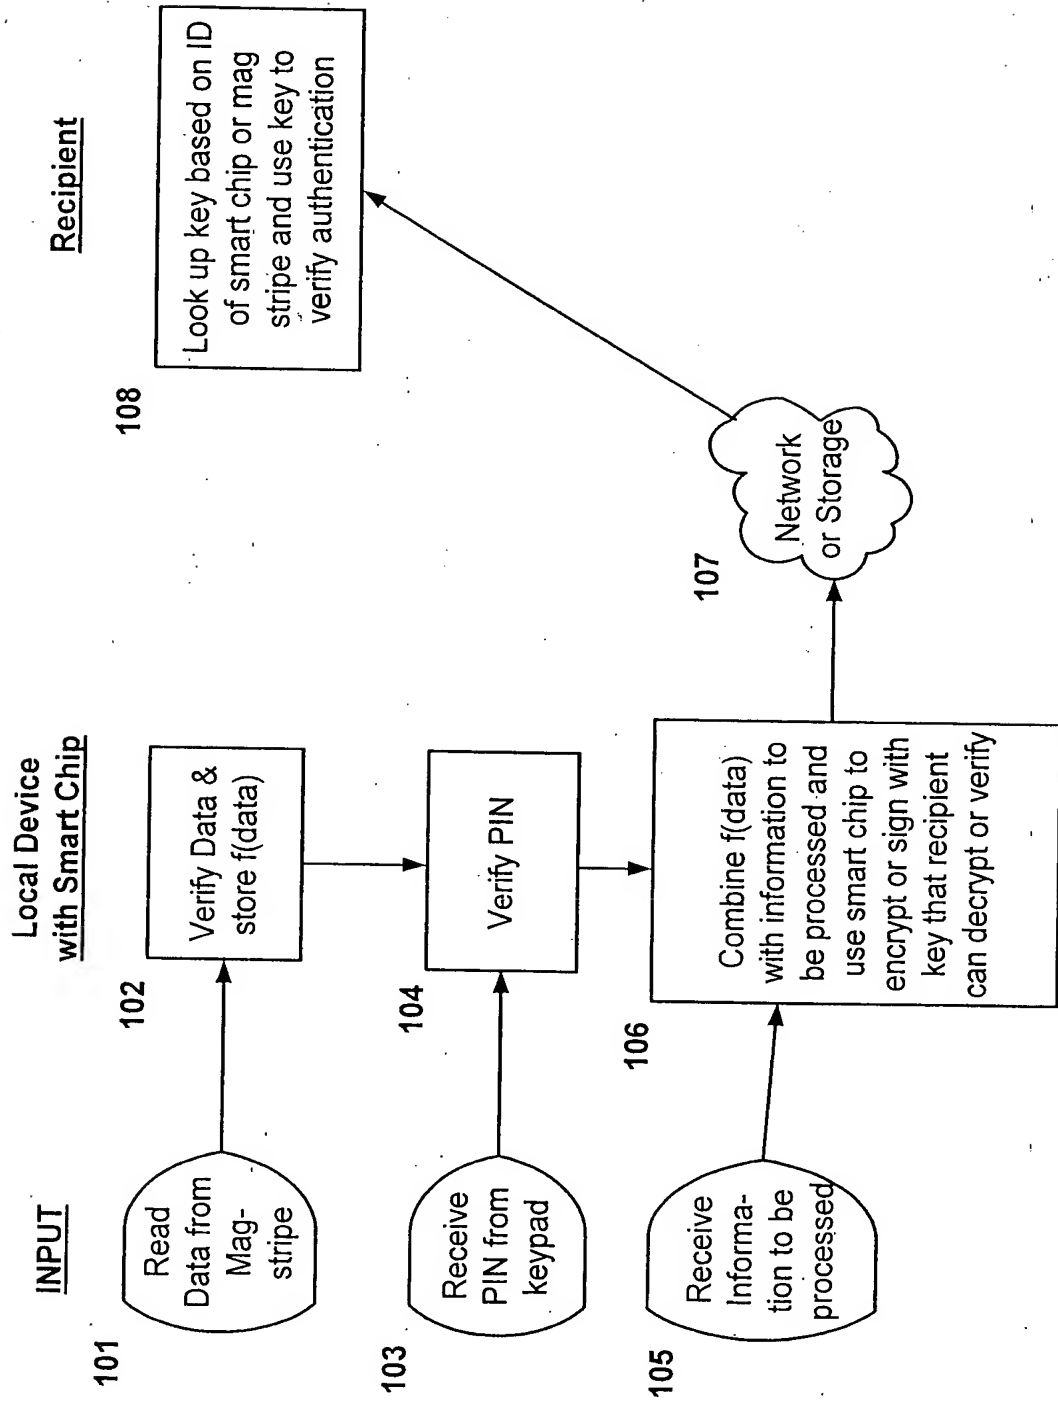 INPUT
Local Device
with Smart Chip
Recipient
101
Read
Data from
Mag-
stripe
102
Verify Data &
store f(data)
103
Receive
PIN from
keypad
104
Verify PIN
105
Receive
Informa-
tion to be
processed
106
Combine f(data)
with information to
be processed and
use smart chip to
encrypt or sign with
key that recipient
can decrypt or verify
107
Network
or Storage
108
Look up key based on ID
of smart chip or mag
stripe and use key to
verify authentication